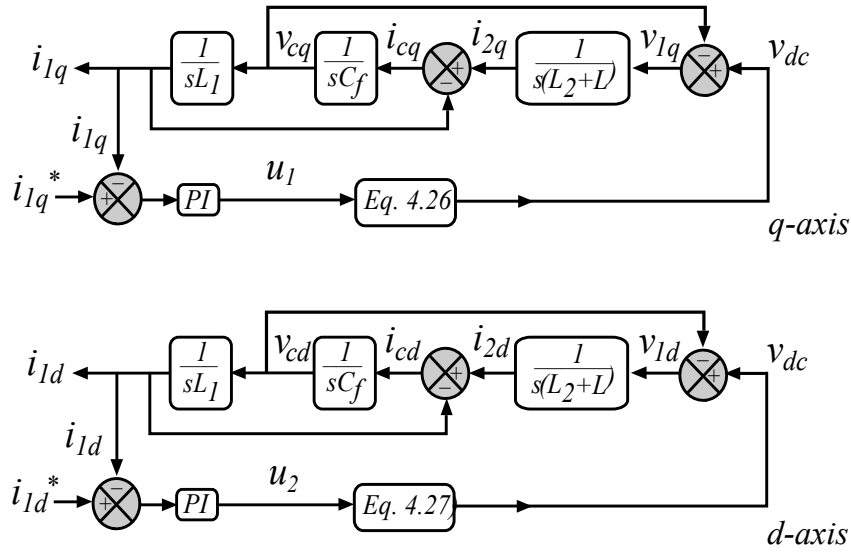 i1q
1
sL1
vcq
1
sCf
icq
+
−
i2q
1
s(L2+L)
v1q
−
+
vdc
i1q
i1q*
+
−
PI
u1
Eq. 4.26
q-axis
i1d
1
sL1
vcd
1
sCf
icd
+
−
i2d
1
s(L2+L)
v1d
−
+
vdc
i1d
i1d*
+
−
PI
u2
Eq. 4.27)
d-axis